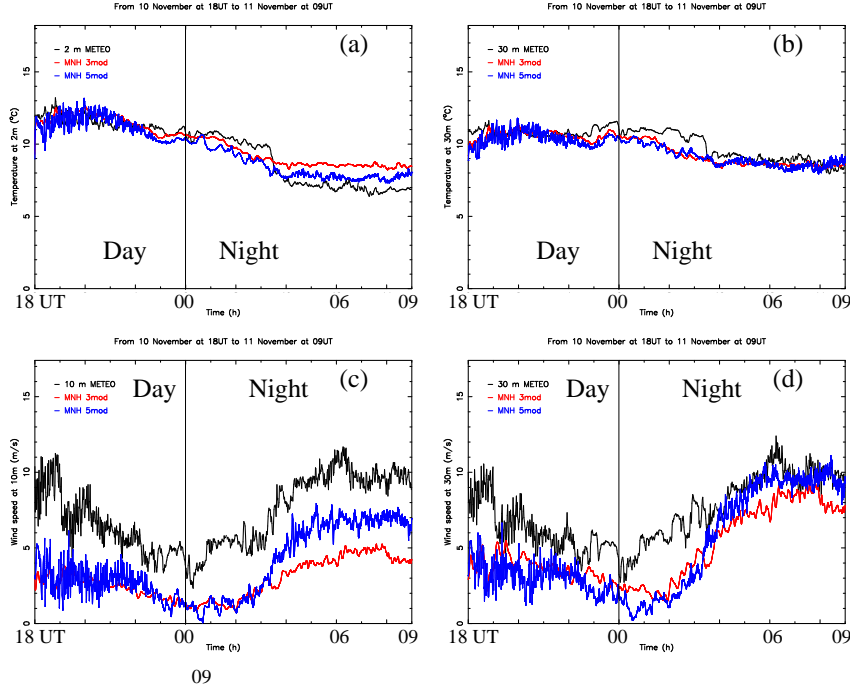 From 10 November at 18UT to 11 November at 09UT
(a)
2 m METEO
MNH 3mod
MNH 5mod
Temperature at 2m (°C)
15
10
5
0
Day
Night
18 UT
00
06
09
Time (h)
From 10 November at 18UT to 11 November at 09UT
(b)
30 m METEO
MNH 3mod
MNH 5mod
Temperature at 30m (°C)
15
10
5
0
Day
Night
18 UT
00
06
09
Time (h)
From 10 November at 18UT to 11 November at 09UT
(c)
10 m METEO
MNH 3mod
MNH 5mod
Day
Night
Wind speed at 10m (m/s)
15
10
5
0
18 UT
00
06
09
Time (h)
From 10 November at 18UT to 11 November at 09UT
(d)
30 m METEO
MNH 3mod
MNH 5mod
Day
Night
Wind speed at 30m (m/s)
15
10
5
0
18 UT
00
06
09
Time (h)
09